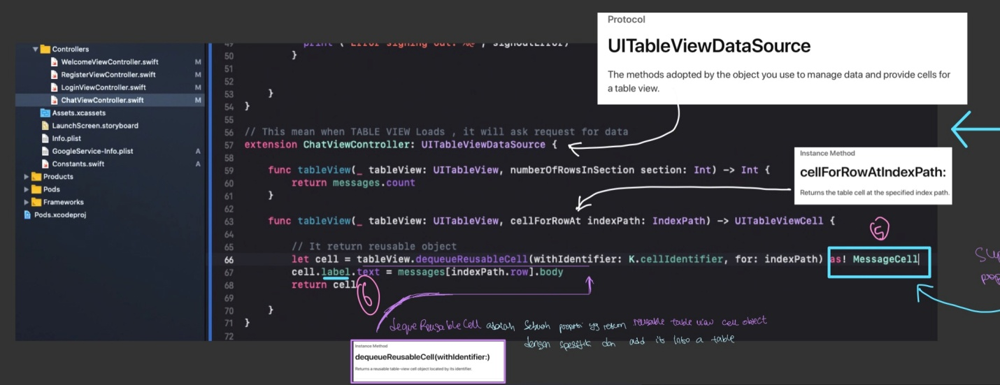 Protocol
UITableViewDataSource
The methods adopted by the object you use to manage data and provide cells for
a table view.
Controllers
WelcomeViewController.swift M
RegisterViewController.swift M
LoginViewController.swift M
ChatViewController.swift M
Assets.xcassets
LaunchScreen.storyboard
Info.plist
GoogleService-Info.plist A
Constants.swift A
Products
Pods
Frameworks
Pods.xcodeproj
49 print ("Error signing out: %@", signOutError)
50 }
51
52
53 }
54 }
55
56 // This mean when TABLE VIEW Loads , it will ask request for data
57 extension ChatViewController: UITableViewDataSource {
58
59 func tableView(_ tableView: UITableView, numberOfRowsInSection section: Int) -> Int {
60 return messages.count
61 }
62
63 func tableView(_ tableView: UITableView, cellForRowAt indexPath: IndexPath) -> UITableViewCell {
64
65 // It return reusable object
66 let cell = tableView.dequeueReusableCell(withIdentifier: K.cellIdentifier, for: indexPath) as! MessageCell
67 cell.label.text = messages[indexPath.row].body
68 return cell
69
70 }
71 }
72
Instance Method
cellForRowAtIndexPath:
Returns the table cell at the specified index path.
5
6
dequeReusableCell adalah sebuah properti yg return reusable table view cell object
dengan spesifik dan add it into a table
Instance Method
dequeueReusableCell(withIdentifier:)
Returns a reusable table-view cell object located by its identifier.